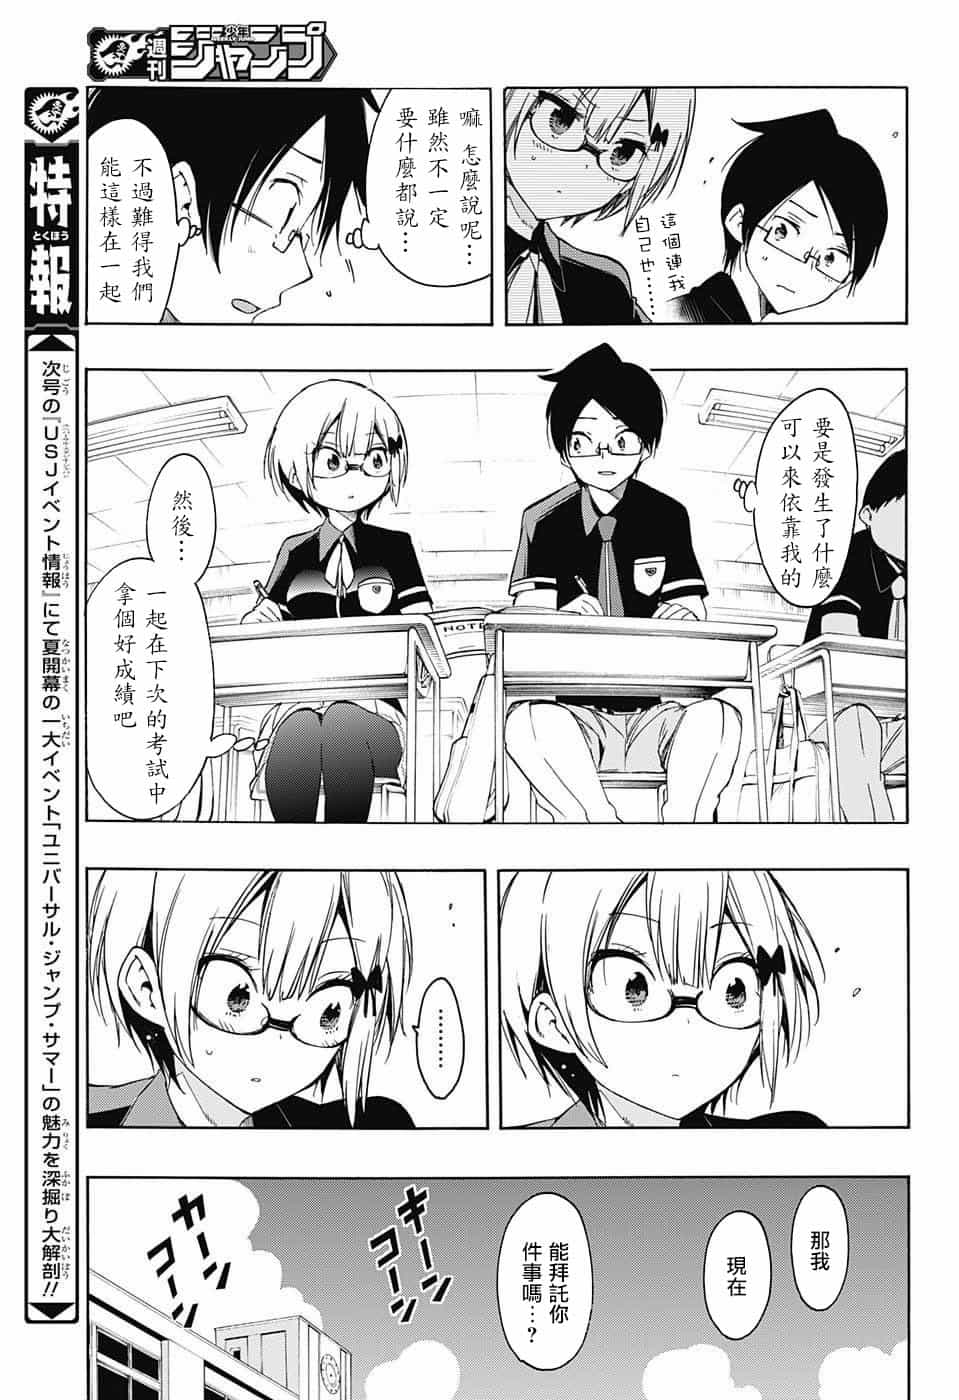 週刊
少年
ジャンプ
特報
とくほう
次号の『USJイベント情報』にて夏開幕の一大イベント「ユニバーサル・ジャンプ・サマー」の魅力を深掘り大解剖!!
這個連我
自己也……
嘛 怎麼說呢…
雖然不一定
要什麼都說…
不過難得我們
能這樣在一起
要是發生了什麼
可以來依靠我的
然後…
一起在下次的考試中
拿個好成績吧
NOTE
………
那我
現在
能拜託你
件事嗎…?
キーン
コーン
カーン
コーン